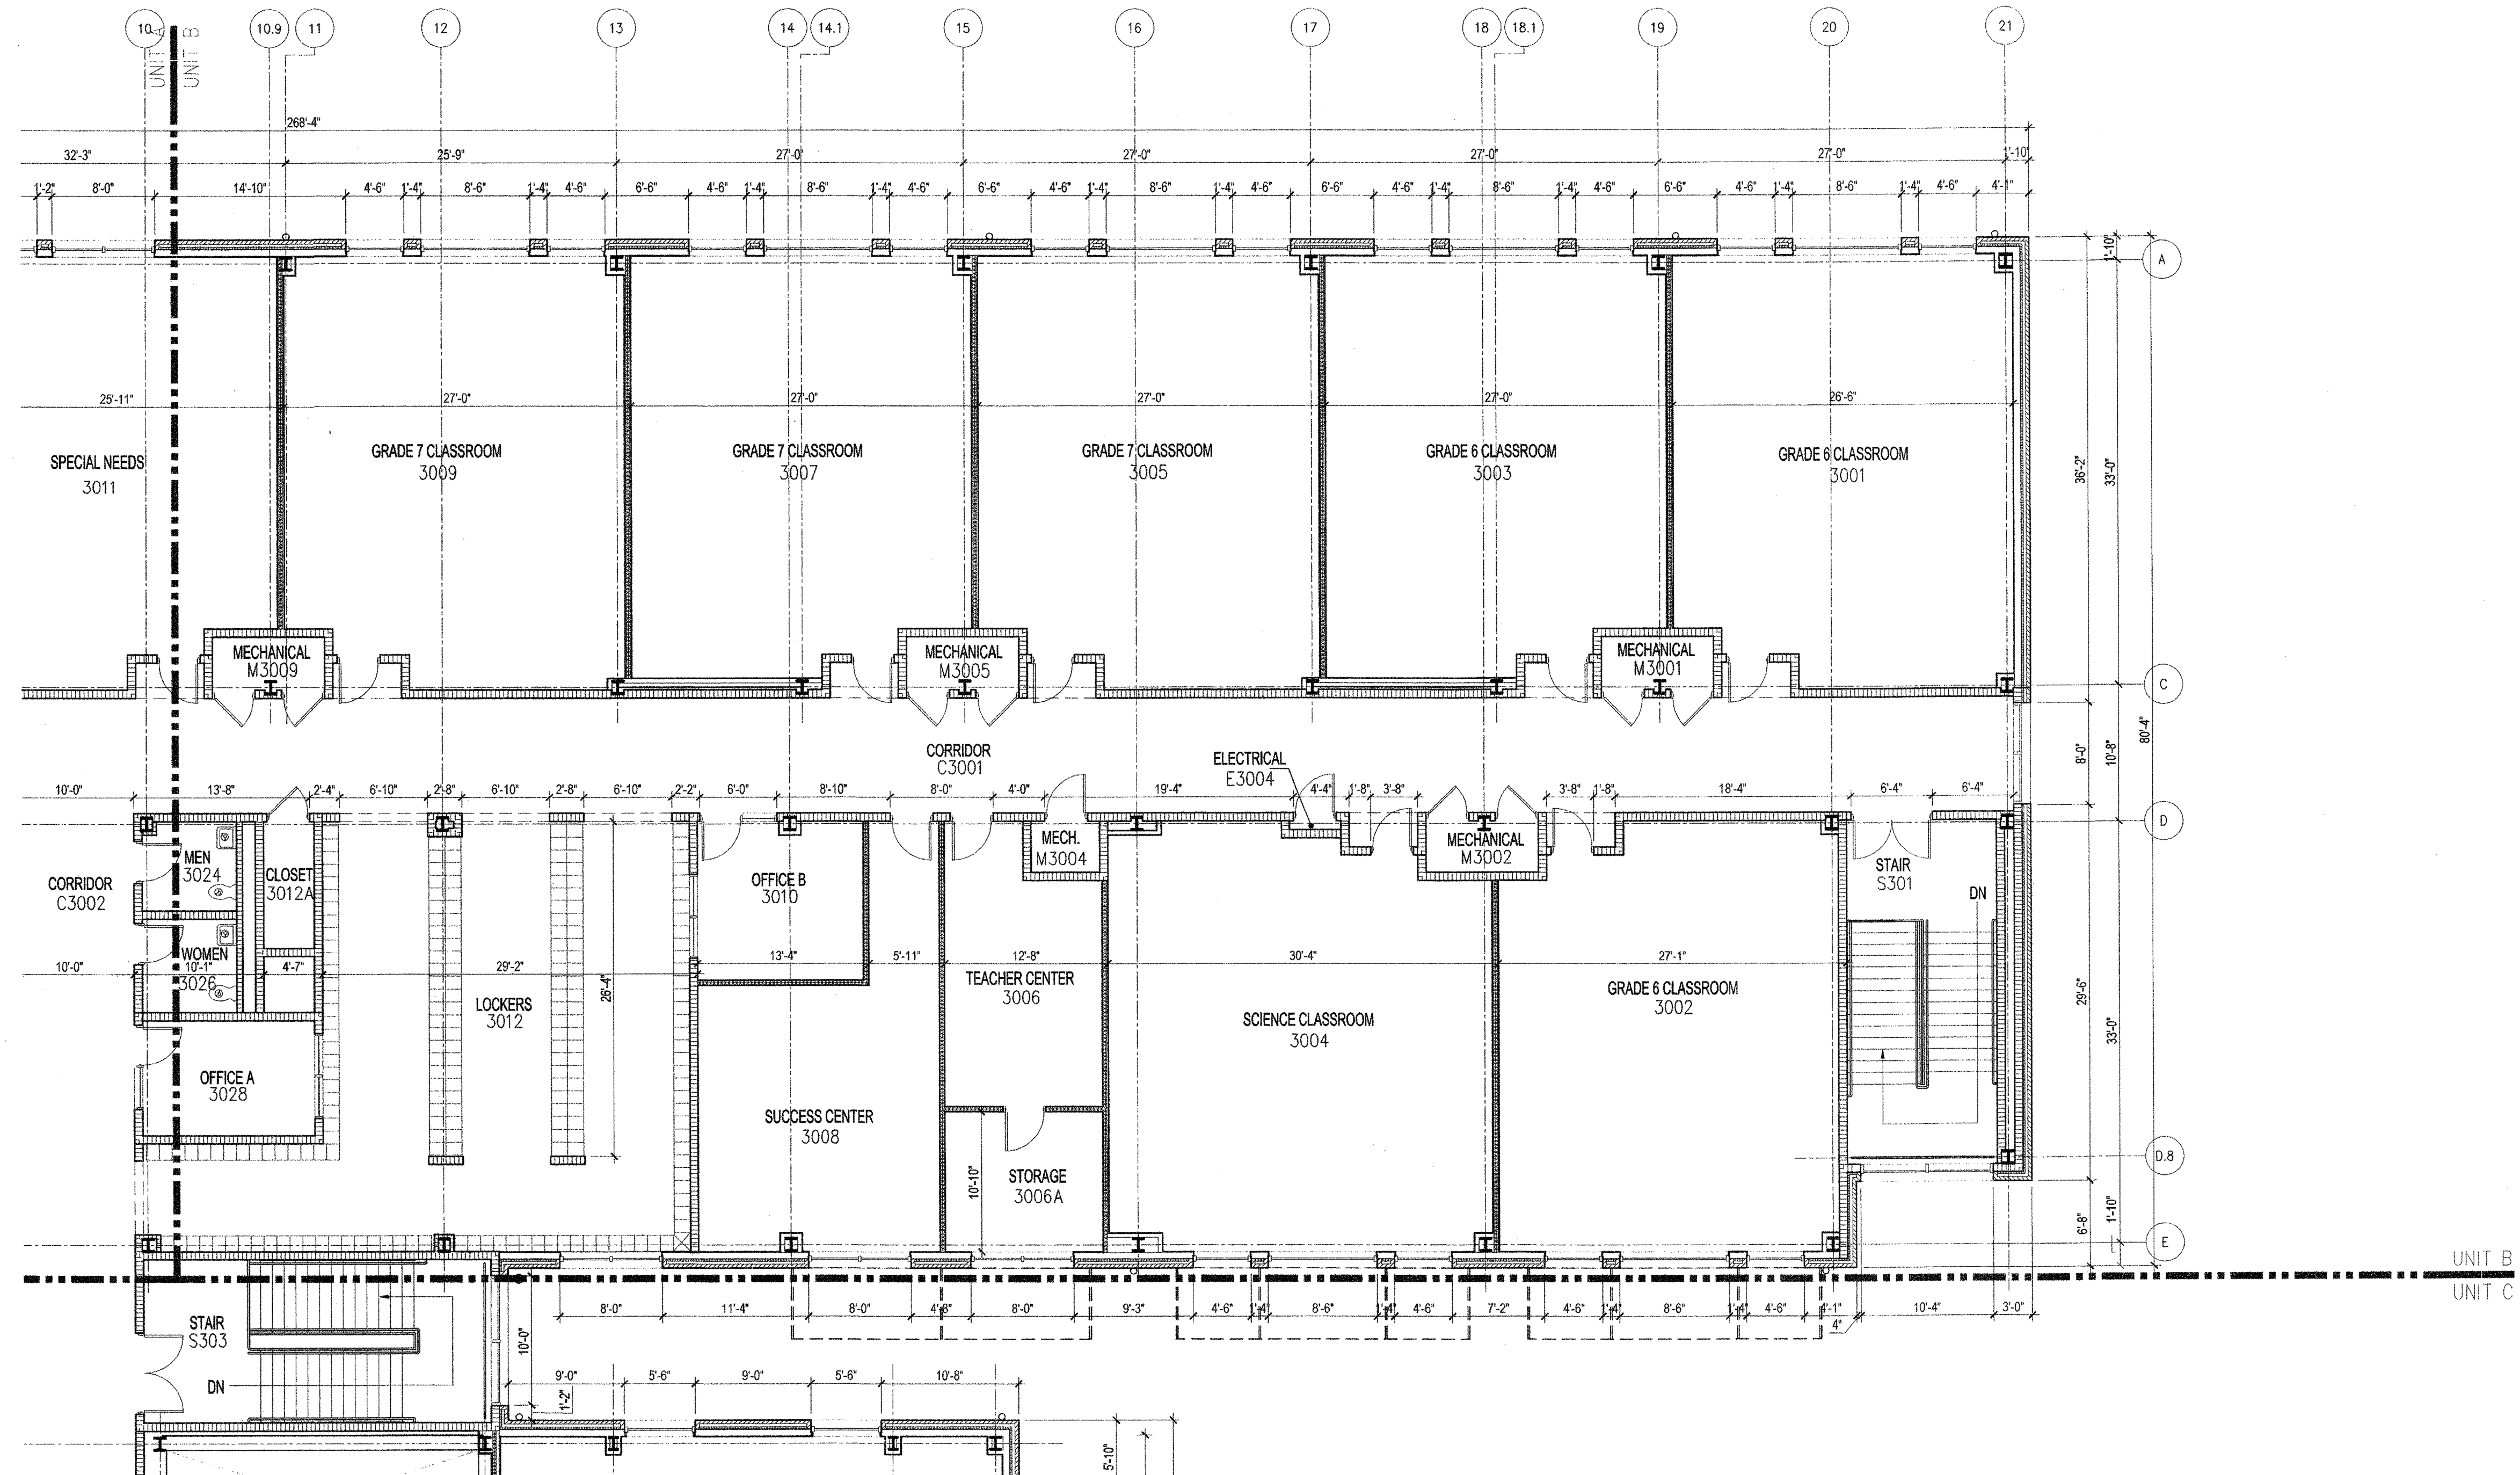 10
10.9
11
12
13
14
14.1
15
16
17
18
18.1
19
20
21
UNIT A
UNIT B
268'-4"
32'-3"
25'-9"
27'-0"
27'-0"
27'-0"
27'-0"
1'-10"
1'-2"
8'-0"
14'-10"
4'-6"
1'-4"
8'-6"
1'-4"
4'-6"
6'-6"
4'-6"
1'-4"
8'-6"
1'-4"
4'-6"
6'-6"
4'-6"
1'-4"
8'-6"
1'-4"
4'-6"
6'-6"
4'-6"
1'-4"
8'-6"
1'-4"
4'-6"
6'-6"
4'-6"
1'-4"
8'-6"
1'-4"
4'-6"
4'-1"
1'-10"
A
25'-11"
27'-0"
27'-0"
27'-0"
27'-0"
26'-6"
SPECIAL NEEDS
3011
GRADE 7 CLASSROOM
3009
GRADE 7 CLASSROOM
3007
GRADE 7 CLASSROOM
3005
GRADE 6 CLASSROOM
3003
GRADE 6 CLASSROOM
3001
36'-2"
33'-0"
MECHANICAL
M3009
MECHANICAL
M3005
MECHANICAL
M3001
C
CORRIDOR
C3001
ELECTRICAL
E3004
8'-0"
10'-8"
80'-4"
10'-0"
13'-8"
2'-4"
6'-10"
2'-8"
6'-10"
2'-8"
6'-10"
2'-2"
6'-0"
8'-10"
8'-0"
4'-0"
19'-4"
4'-4"
1'-8"
3'-8"
3'-8"
1'-8"
18'-4"
6'-4"
6'-4"
D
CORRIDOR
C3002
MEN
3024
CLOSET
3012A
OFFICE B
3010
MECH.
M3004
MECHANICAL
M3002
STAIR
S301
DN
WOMEN
3026
10'-0"
10'-1"
4'-7"
29'-2"
26'-4"
13'-4"
5'-11"
12'-8"
30'-4"
27'-1"
LOCKERS
3012
TEACHER CENTER
3006
SCIENCE CLASSROOM
3004
GRADE 6 CLASSROOM
3002
29'-6"
33'-0"
OFFICE A
3028
SUCCESS CENTER
3008
10'-10"
STORAGE
3006A
D.8
6'-8"
1'-10"
E
UNIT B
UNIT C
STAIR
S303
DN
10'-0"
8'-0"
11'-4"
8'-0"
4'-8"
8'-0"
9'-3"
4'-6"
1'-4"
8'-6"
1'-4"
4'-6"
7'-2"
4'-6"
1'-4"
8'-6"
1'-4"
4'-6"
4'-1"
4"
10'-4"
3'-0"
9'-0"
5'-6"
9'-0"
5'-6"
10'-8"
1'-2"
5'-10"